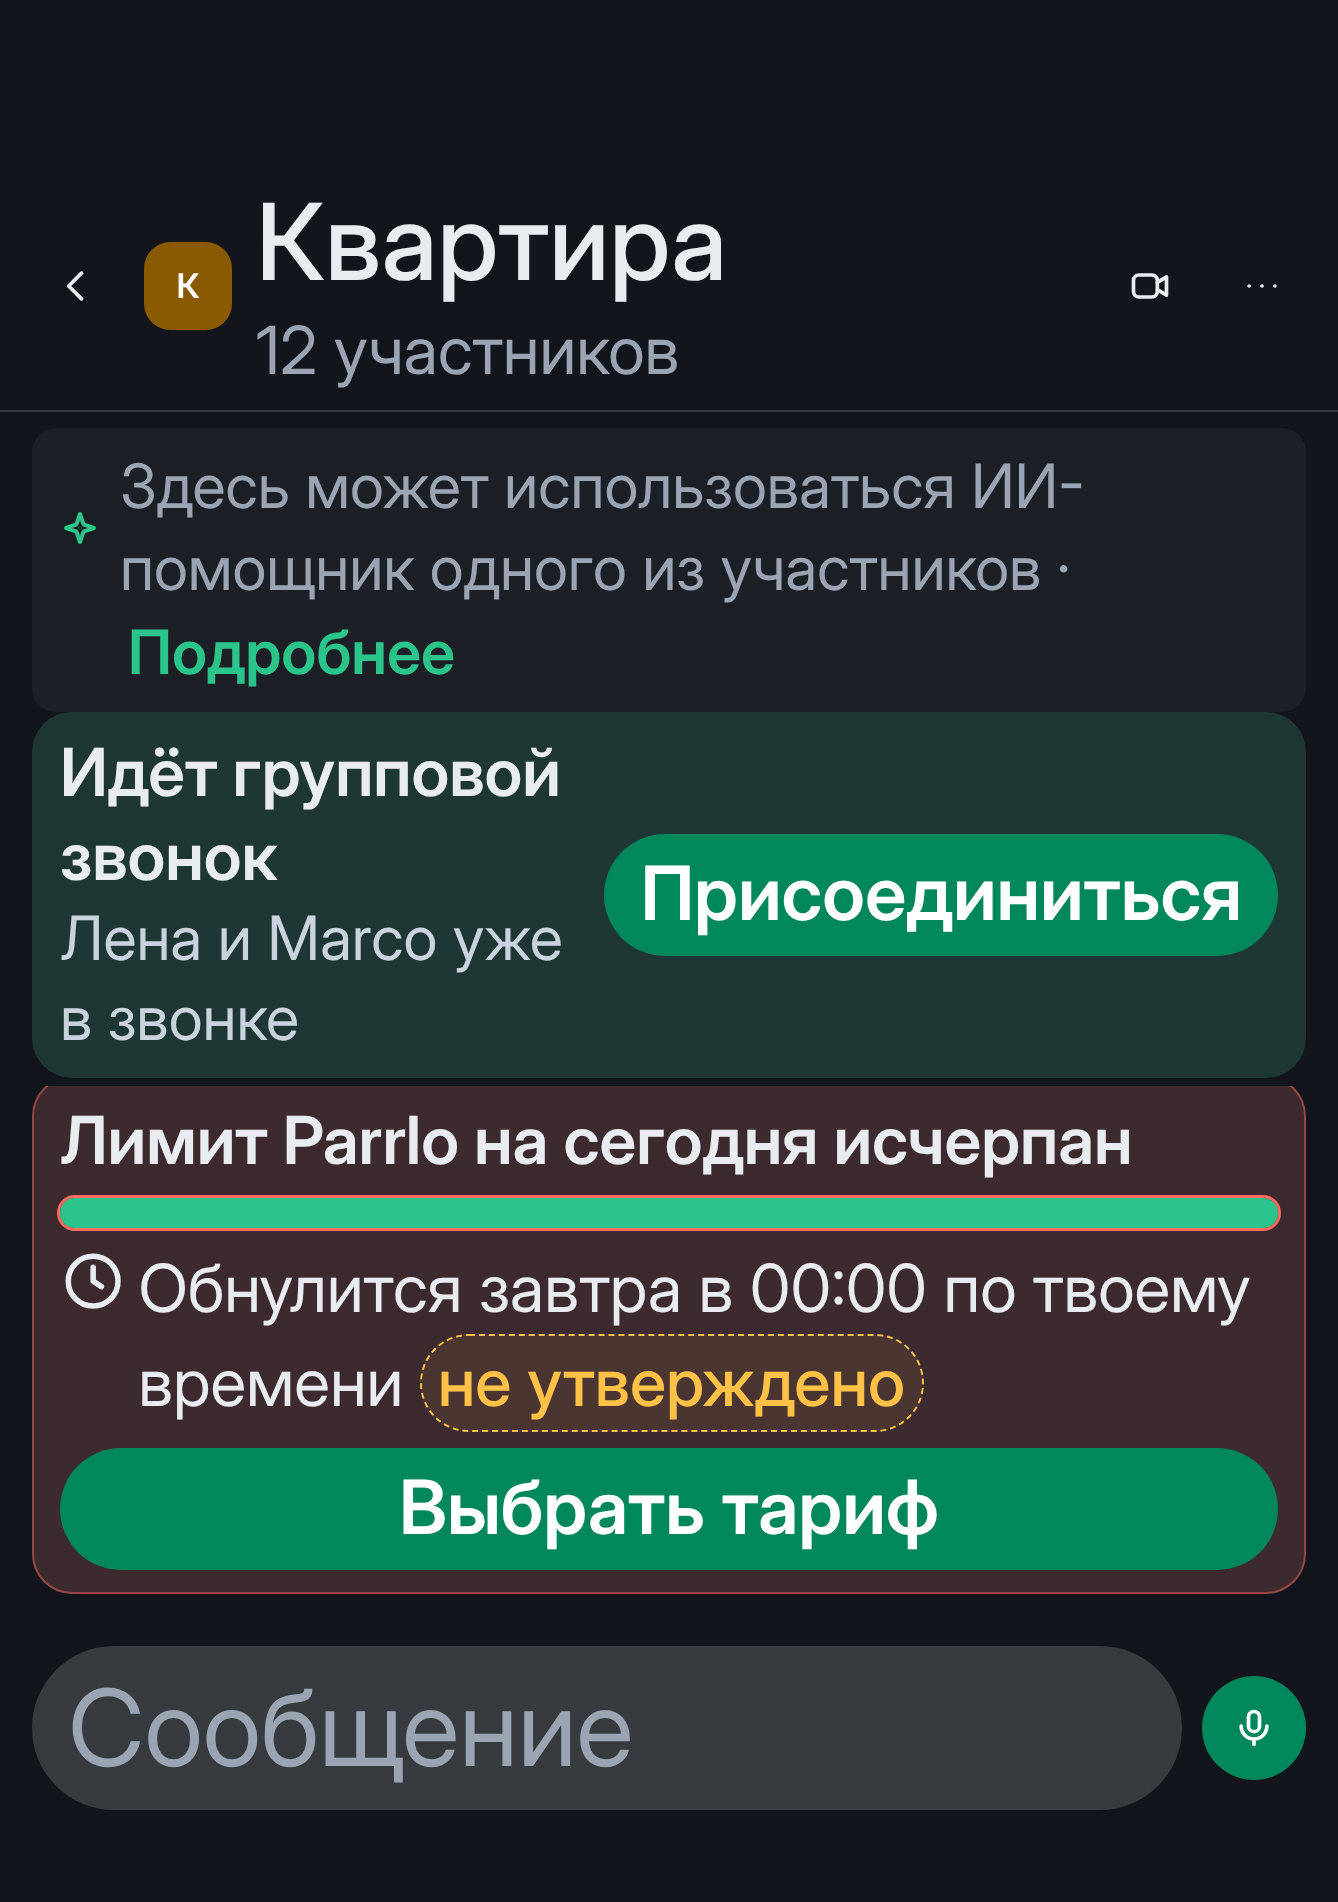 К
Квартира
12 участников
Здесь может использоваться ИИ-
помощник одного из участников ·
Подробнее
Идёт групповой
звонок
Лена и Marco уже
в звонке
Присоединиться
Лимит Parrlo на сегодня исчерпан
Обнулится завтра в 00:00 по твоему
времени не утверждено
Выбрать тариф
Сообщение